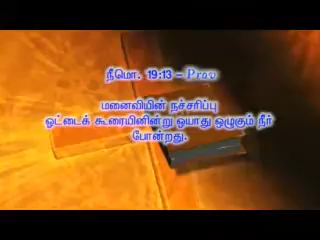 நீமொ. 19:13 - Prov
மனைவியின் நச்சரிப்பு
ஓட்டைக் கூரையினின்று ஓயாது ஒழுகும் நீர்
போன்றது.